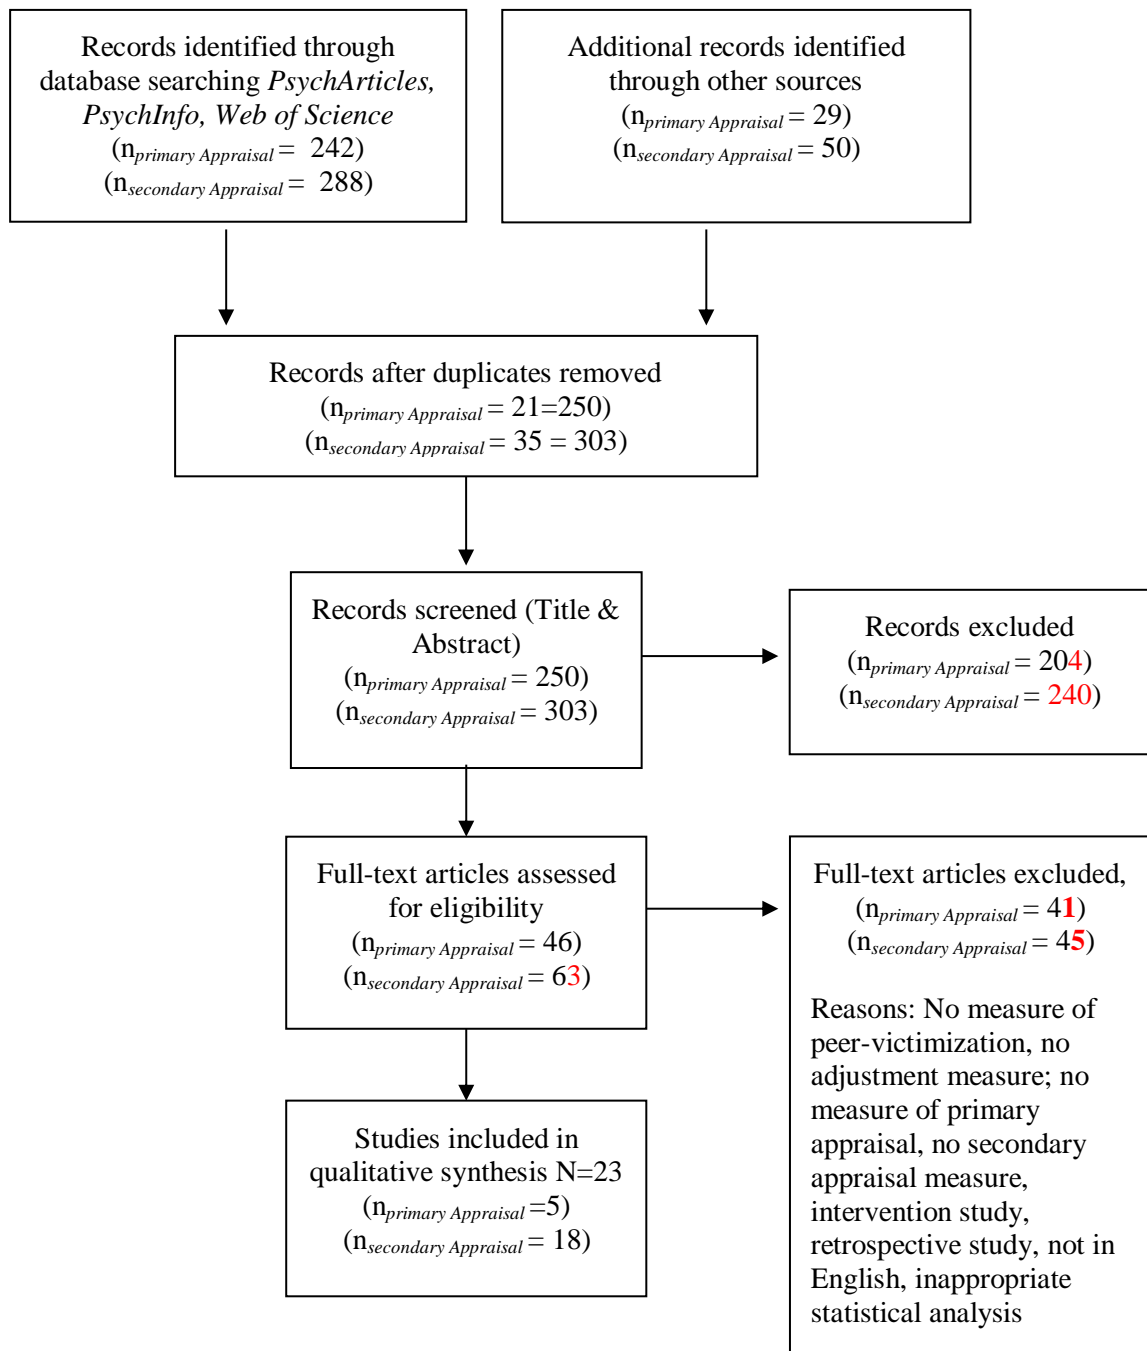 Records identified through
database searching PsychArticles,
PsychInfo, Web of Science
(nprimary Appraisal = 242)
(nsecondary Appraisal = 288)
Additional records identified
through other sources
(nprimary Appraisal = 29)
(nsecondary Appraisal = 50)
Records after duplicates removed
(nprimary Appraisal = 21=250)
(nsecondary Appraisal = 35 = 303)
Records screened (Title &
Abstract)
(nprimary Appraisal = 250)
(nsecondary Appraisal = 303)
Records excluded
(nprimary Appraisal = 204)
(nsecondary Appraisal = 240)
Full-text articles assessed
for eligibility
(nprimary Appraisal = 46)
(nsecondary Appraisal = 63)
Full-text articles excluded,
(nprimary Appraisal = 41)
(nsecondary Appraisal = 45)
Reasons: No measure of
peer-victimization, no
adjustment measure; no
measure of primary
appraisal, no secondary
appraisal measure,
intervention study,
retrospective study, not in
English, inappropriate
statistical analysis
Studies included in
qualitative synthesis N=23
(nprimary Appraisal =5)
(nsecondary Appraisal = 18)